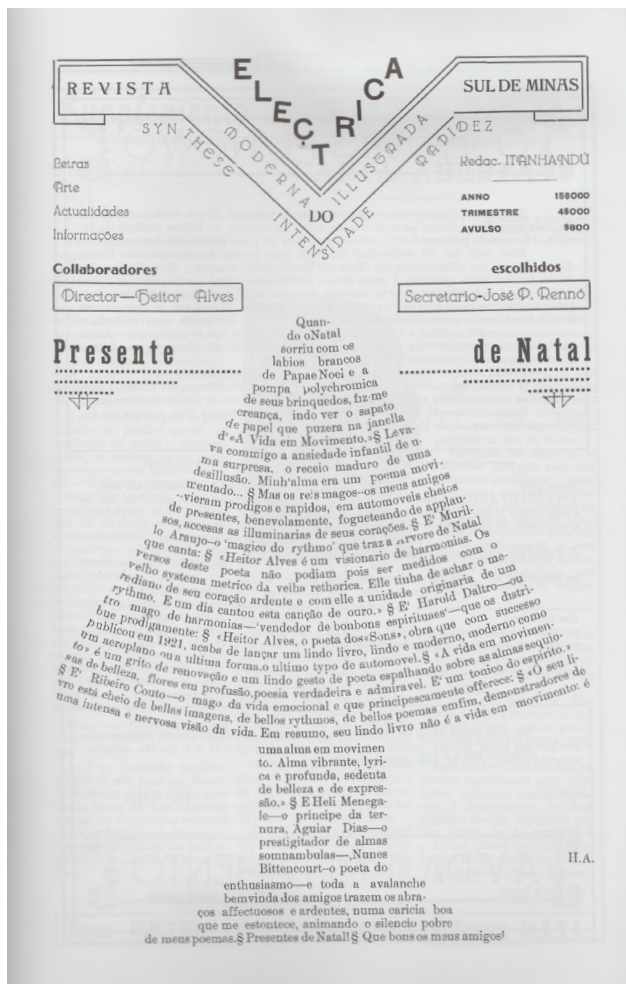 REVISTA
ELECTRICA
SUL DE MINAS
SYNTHESE MODERNA ILLUSTRADA RAPIDEZ
DO
INTENSIDADE
Letras
Arte
Actualidades
Informações
Redac. ITANHANDÚ
ANNO 15$000
TRIMESTRE 4$000
AVULSO $800
Collaboradores
escolhidos
Director—Heitor Alves
Secretario-José P. Rennó
Presente
de Natal
Quan-
do o Natal
sorriu com os
labios brancos
de Papae Noei e a
pompa polychromica
de seus brinquedos, fiz-me
creança, indo ver o sapato
de papel que puzera na janella
d'«A Vida em Movimento.»§ Leva-
va commigo a ansiedade infantil de u-
ma surpresa, o receio maduro de uma
desillusão. Minh'alma era um poema movi-
mentado... § Mas os reis magos--os meus amigos
--vieram prodigos e rapidos, em automoveis cheios
de presentes, benevolamente, fogueteando de applau-
sos, accesas as illuminarias de seus corações. § E' Muril-
lo Araujo-o 'magico do rythmo' que traz a Arvore de Natal
que canta: § «Heitor Alves é um visionario de harmonias. Os
versos deste poeta não podiam pois ser medidos com o
velho systema metrico da velha rethorica. Elle tinha de achar o me-
rediano de seu coração ardente e com elle a unidade originaria de um
rythmo. E um dia cantou esta canção de ouro.» § E' Harold Daltro—ou
tro mago de harmonias—'vendedor de bonbons espirituaes'—que os distri-
bue prodigamente: § «Heitor Alves, o poeta dos «Sons», obra que com successo
publicou em 1921, acaba de lançar um lindo livro, lindo e moderno, moderno como
um aeroplano ou a ultima forma.o ultimo typo de automovel.§ «A vida em movimen-
to» é um grito de renovação e um lindo gesto de poeta espalhando sobre as almas sequio-
sas de belleza, flores em profusão,poesia verdadeira e admiravel. E' um tonico do espirito.»
§ E' Ribeiro Couto—o mago da vida emocional e que principescamente offerece: § «O seu li-
vro está cheio de bellas imagens, de bellos rythmos, de bellos poemas emfim, demonstradores de
uma intensa e nervosa visão da vida. Em resumo, seu lindo livro não é a vida em movimento: é
uma alma em movimen
to. Alma vibrante, lyri-
ca e profunda, sedenta
de belleza e de expres-
são.» § E Heli Menega-
le—o principe da ter-
nura, Aguiar Dias—o
prestigitador de almas
somnambulas—,Nunes
Bittencourt--o poeta do
enthusiasmo—e toda a avalanche
bemvinda dos amigos trazem os abra-
ços affectuosos e ardentes, numa caricia boa
que me estontece, animando o silencio pobre
de meus poemas.§ Presentes de Natal! § Que bons os meus amigos!
H.A.